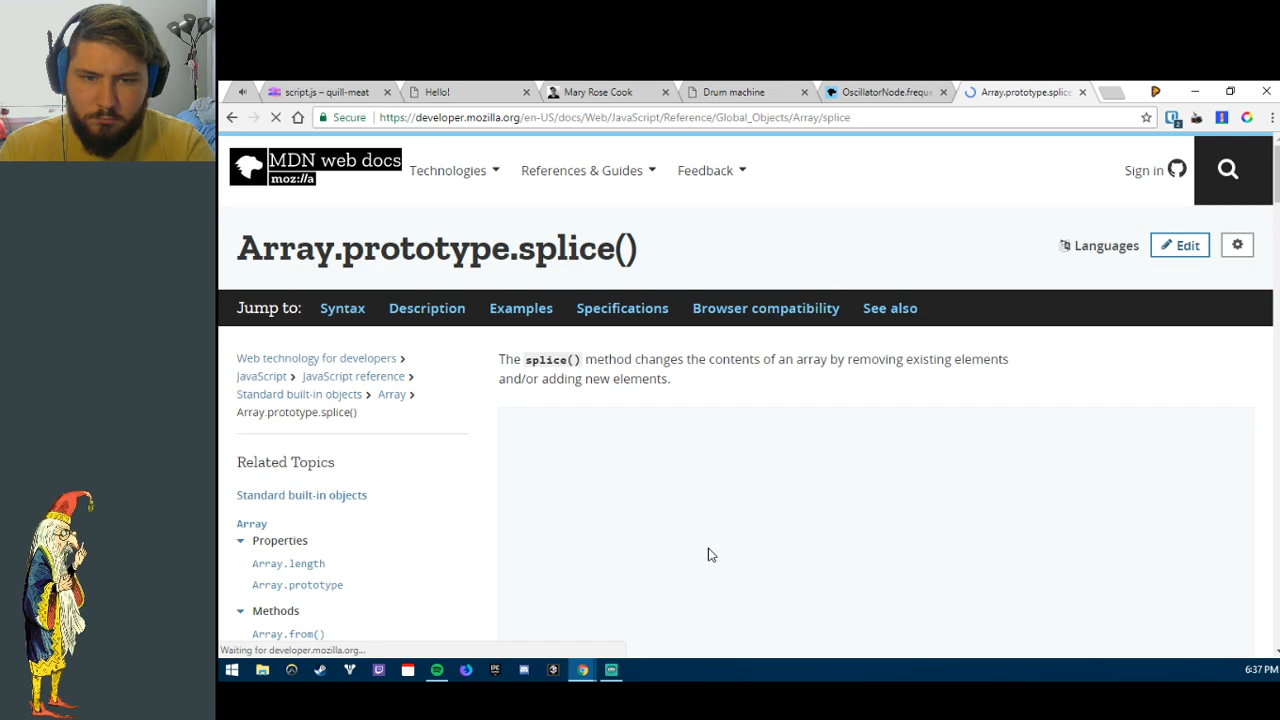 script.js – quill-meat
Hello!
Mary Rose Cook
Drum machine
OscillatorNode.freque
Array.prototype.splice
Secure
https://developer.mozilla.org/en-US/docs/Web/JavaScript/Reference/Global_Objects/Array/splice
MDN web docs
moz://a
Technologies
References & Guides
Feedback
Sign in
Array.prototype.splice()
Languages
Edit
Jump to: Syntax Description Examples Specifications Browser compatibility See also
Web technology for developers
JavaScript JavaScript reference
Standard built-in objects Array
Array.prototype.splice()
The splice() method changes the contents of an array by removing existing elements
and/or adding new elements.
Related Topics
Standard built-in objects
Array
Properties
Array.length
Array.prototype
Methods
Array.from()
Waiting for developer.mozilla.org...
6:37 PM